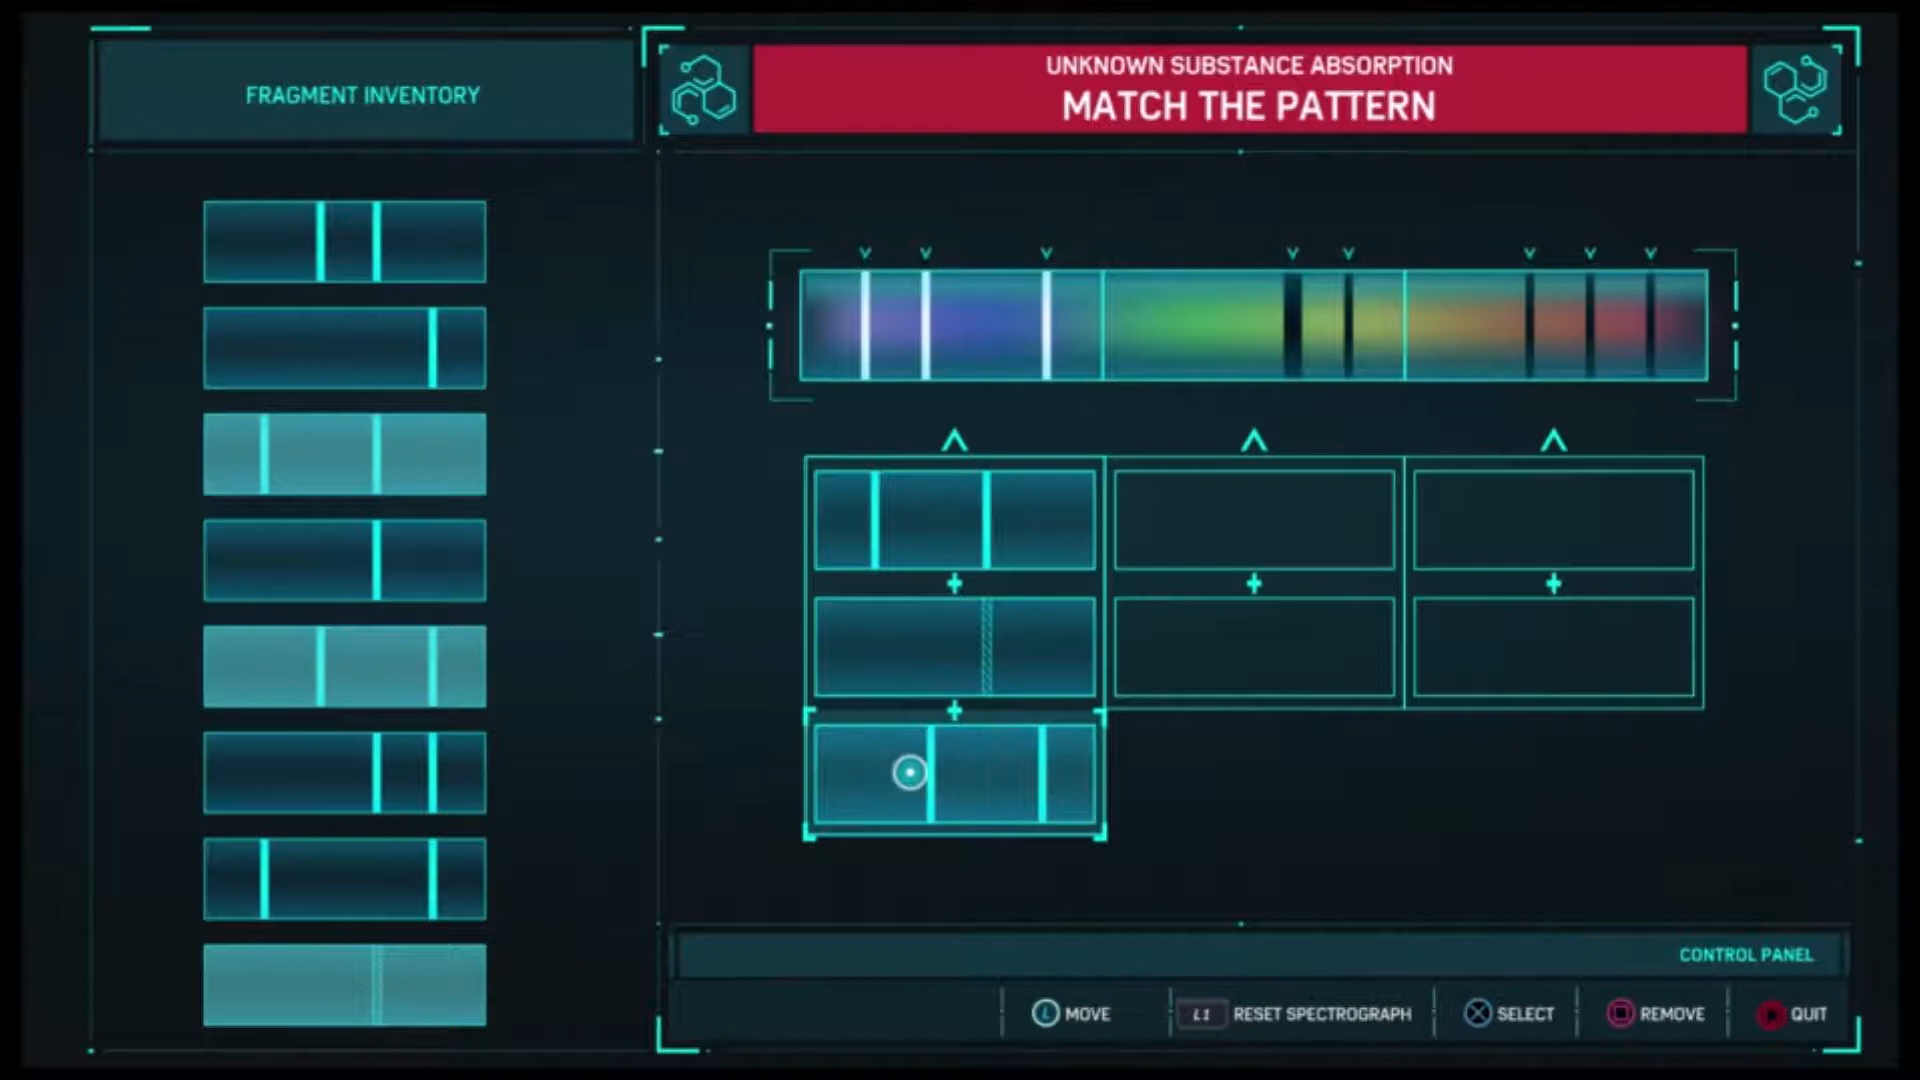 FRAGMENT INVENTORY
UNKNOWN SUBSTANCE ABSORPTION
MATCH THE PATTERN
CONTROL PANEL
L MOVE
L1 RESET SPECTROGRAPH
SELECT
REMOVE
QUIT